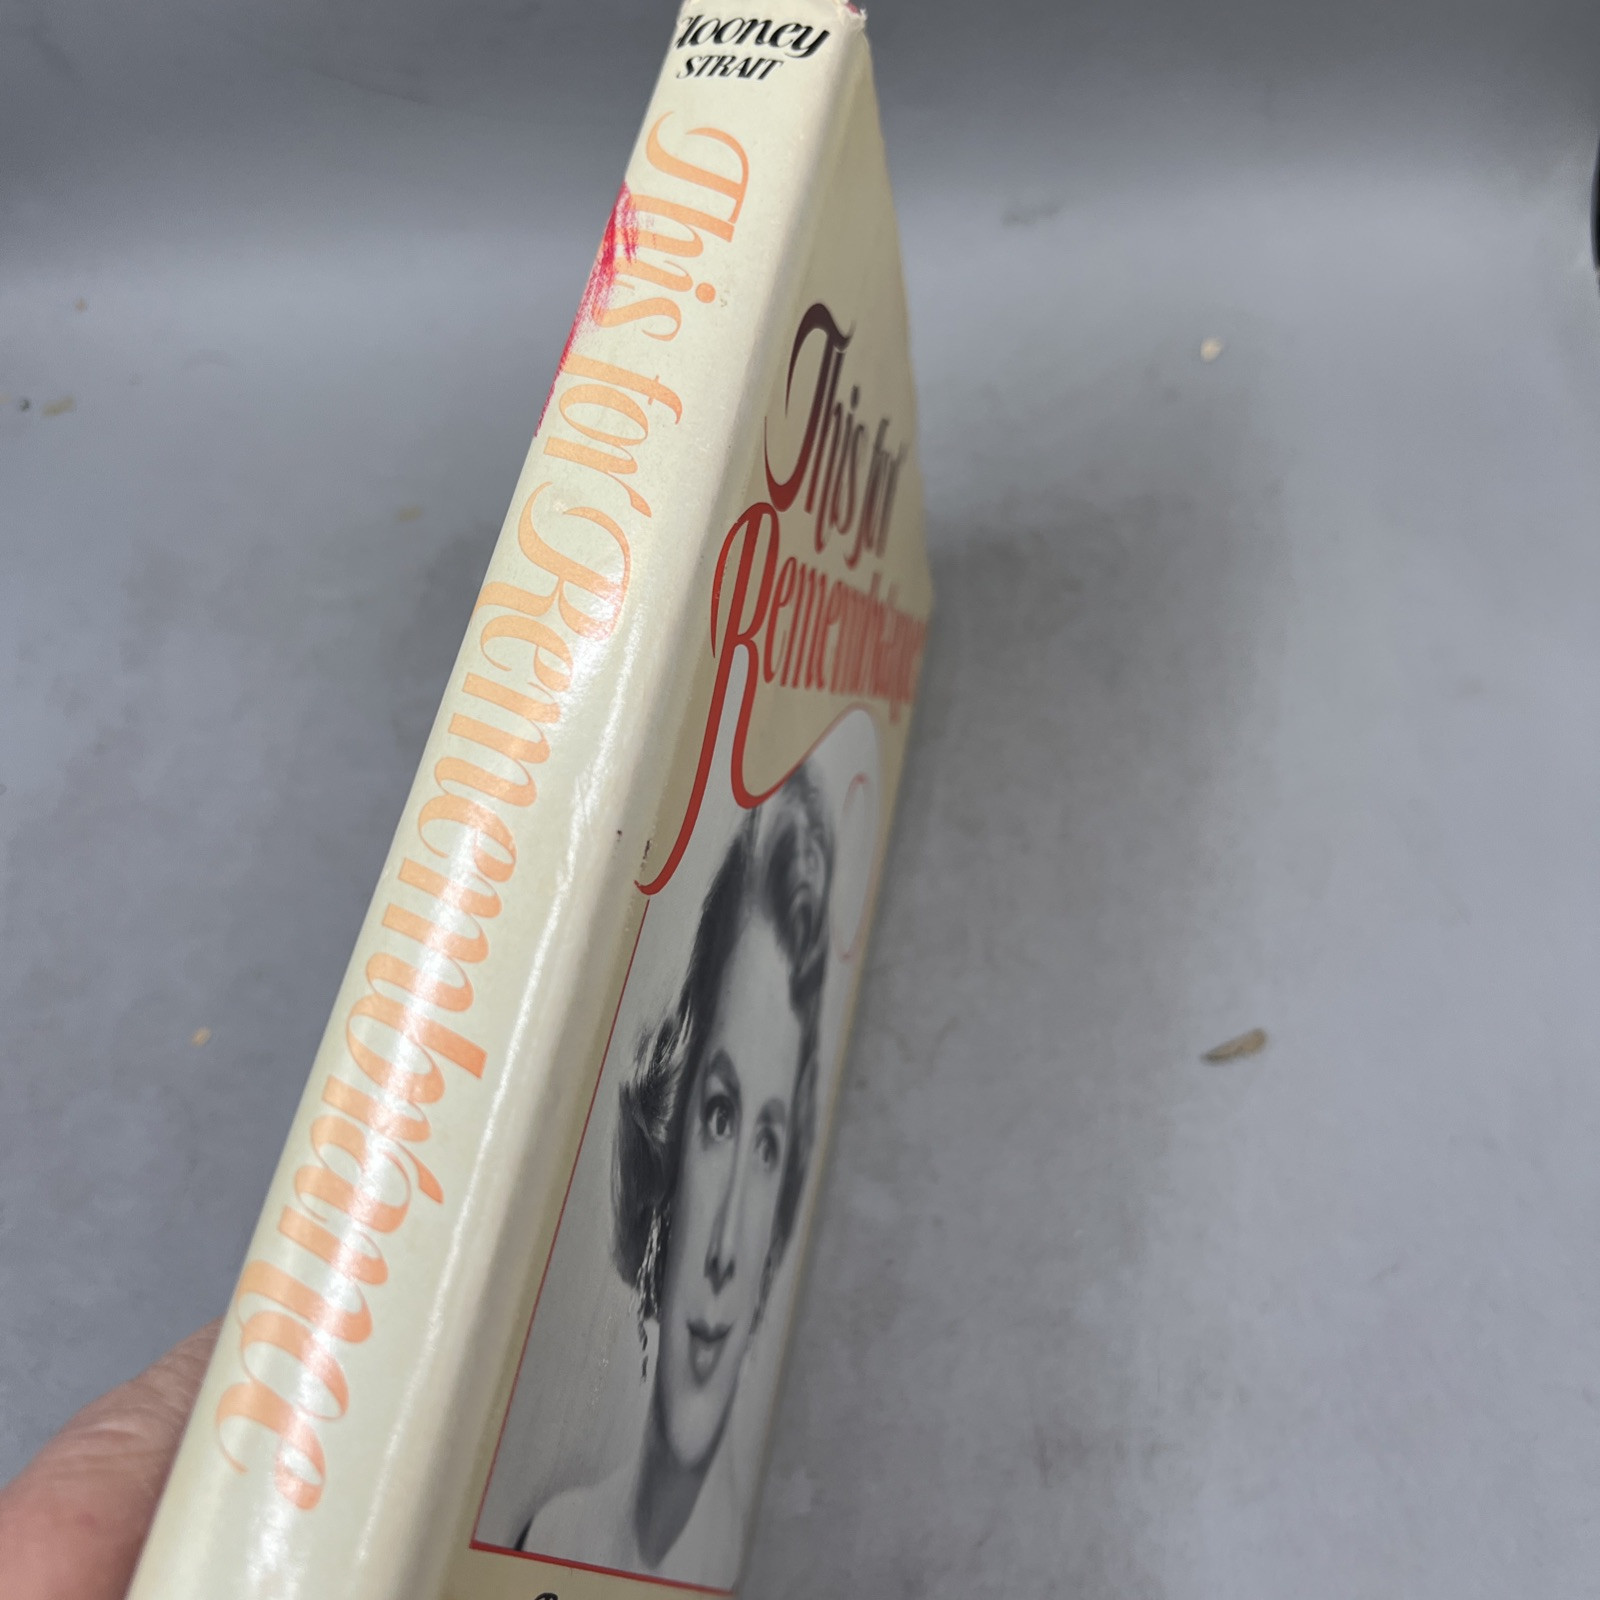 Clooney
STRAIT
This for Remembrance
This for
Remembrance